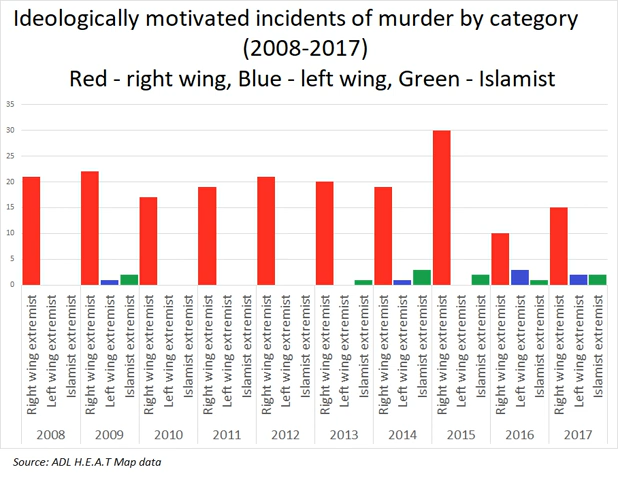 Ideologically motivated incidents of murder by category
(2008-2017)
Red - right wing, Blue - left wing, Green - Islamist
35
30
25
20
15
10
5
0
Right wing extremist
Left wing extremist
Islamist extremist
Right wing extremist
Left wing extremist
Islamist extremist
Right wing extremist
Left wing extremist
Islamist extremist
Right wing extremist
Left wing extremist
Islamist extremist
Right wing extremist
Left wing extremist
Islamist extremist
Right wing extremist
Left wing extremist
Islamist extremist
Right wing extremist
Left wing extremist
Islamist extremist
Right wing extremist
Left wing extremist
Islamist extremist
Right wing extremist
Left wing extremist
Islamist extremist
Right wing extremist
Left wing extremist
Islamist extremist
2008 2009 2010 2011 2012 2013 2014 2015 2016 2017
Source: ADL H.E.A.T Map data